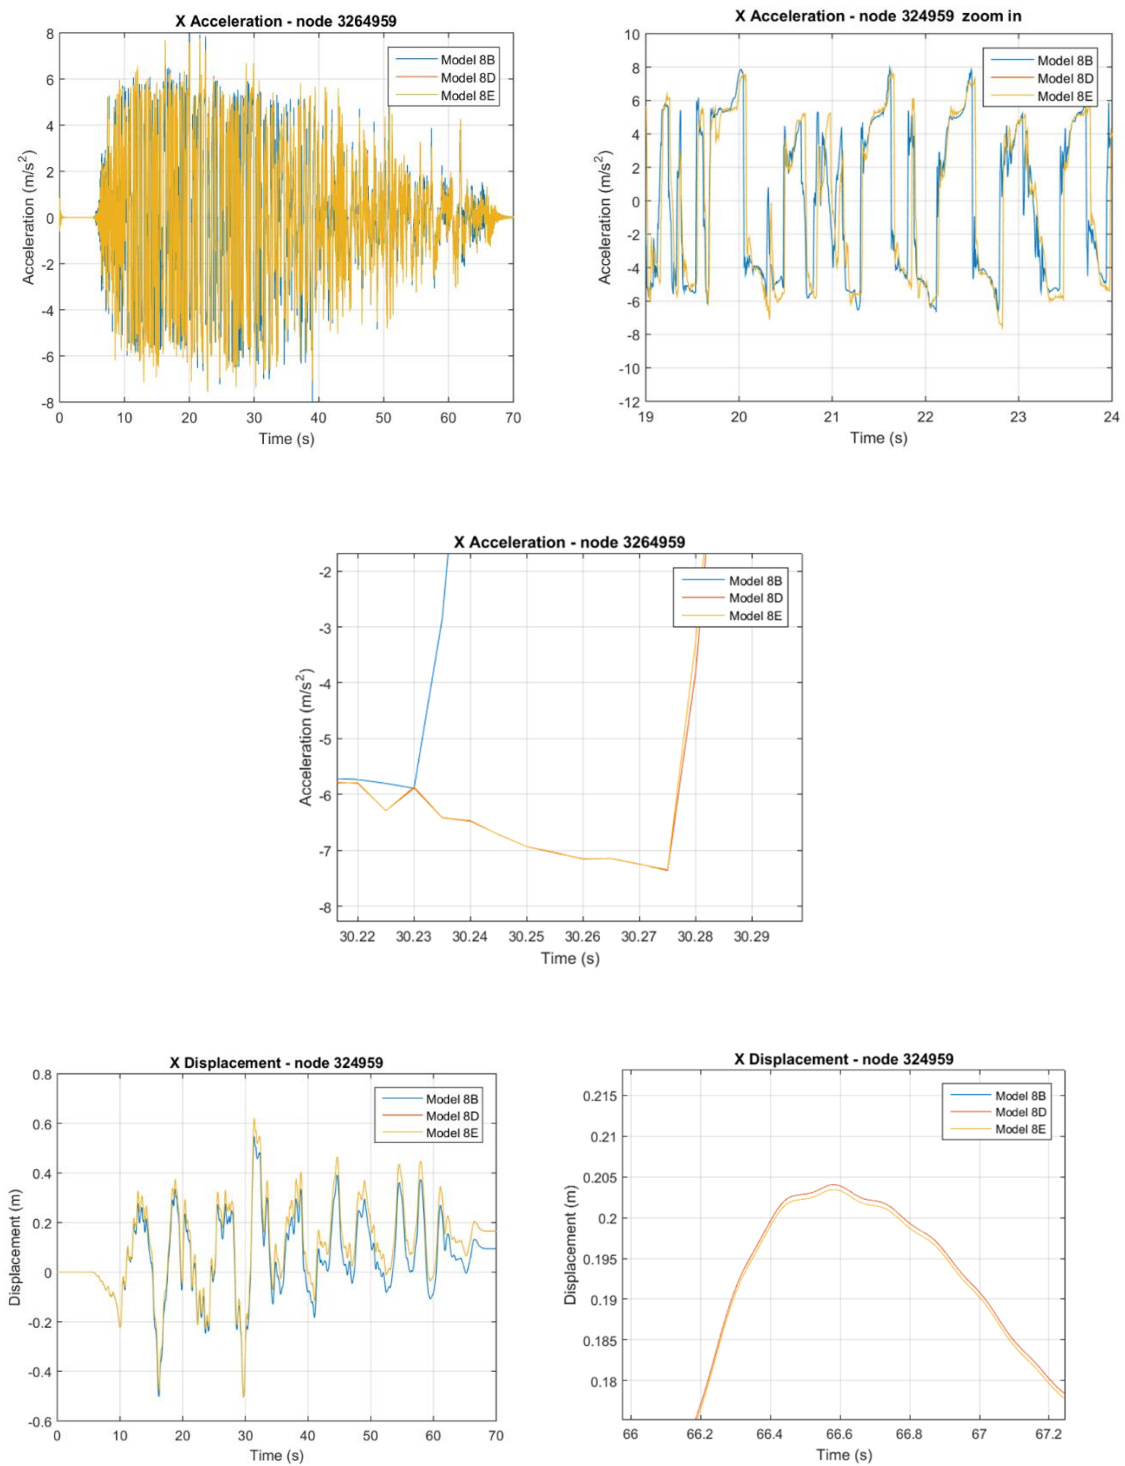 X Acceleration - node 3264959
8
6
4
2
0
-2
-4
-6
-8
Acceleration (m/s²)
0 10 20 30 40 50 60 70
Time (s)
Model 8B
Model 8D
Model 8E
X Acceleration - node 324959 zoom in
10
8
6
4
2
0
-2
-4
-6
-8
-10
-12
Acceleration (m/s²)
19 20 21 22 23 24
Time (s)
Model 8B
Model 8D
Model 8E
X Acceleration - node 3264959
-2
-3
-4
-5
-6
-7
-8
Acceleration (m/s²)
30.22 30.23 30.24 30.25 30.26 30.27 30.28 30.29
Time (s)
Model 8B
Model 8D
Model 8E
X Displacement - node 324959
0.8
0.6
0.4
0.2
0
-0.2
-0.4
-0.6
Displacement (m)
0 10 20 30 40 50 60 70
Time (s)
Model 8B
Model 8D
Model 8E
X Displacement - node 324959
0.215
0.21
0.205
0.2
0.195
0.19
0.185
0.18
Displacement (m)
66 66.2 66.4 66.6 66.8 67 67.2
Time (s)
Model 8B
Model 8D
Model 8E